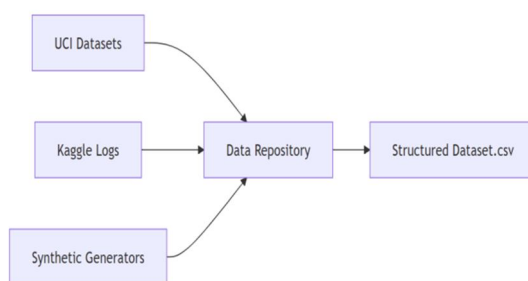 UCI Datasets
Kaggle Logs
Data Repository
Structured Dataset.csv
Synthetic Generators